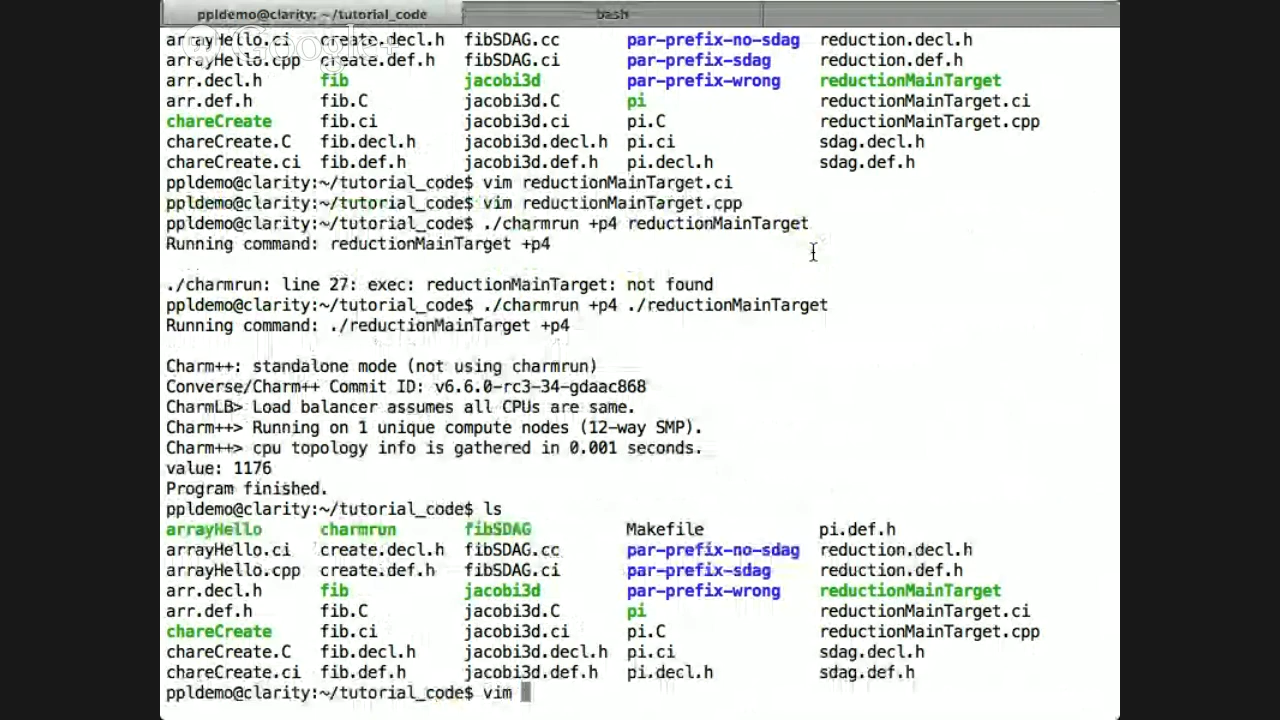 ppldemo@clarity: ~/tutorial_code bash
Google+
arrayHello.ci create.decl.h fibSDAG.cc par-prefix-no-sdag reduction.decl.h
arrayHello.cpp create.def.h fibSDAG.ci par-prefix-sdag reduction.def.h
arr.decl.h fib jacobi3d par-prefix-wrong reductionMainTarget
arr.def.h fib.C jacobi3d.C pi reductionMainTarget.ci
chareCreate fib.ci jacobi3d.ci pi.C reductionMainTarget.cpp
chareCreate.C fib.decl.h jacobi3d.decl.h pi.ci sdag.decl.h
chareCreate.ci fib.def.h jacobi3d.def.h pi.decl.h sdag.def.h
ppldemo@clarity:~/tutorial_code$ vim reductionMainTarget.ci
ppldemo@clarity:~/tutorial_code$ vim reductionMainTarget.cpp
ppldemo@clarity:~/tutorial_code$ ./charmrun +p4 reductionMainTarget
Running command: reductionMainTarget +p4
./charmrun: line 27: exec: reductionMainTarget: not found
ppldemo@clarity:~/tutorial_code$ ./charmrun +p4 ./reductionMainTarget
Running command: ./reductionMainTarget +p4
Charm++: standalone mode (not using charmrun)
Converse/Charm++ Commit ID: v6.6.0-rc3-34-gdaac868
CharmLB> Load balancer assumes all CPUs are same.
Charm++> Running on 1 unique compute nodes (12-way SMP).
Charm++> cpu topology info is gathered in 0.001 seconds.
value: 1176
Program finished.
ppldemo@clarity:~/tutorial_code$ ls
arrayHello charmrun fibSDAG Makefile pi.def.h
arrayHello.ci create.decl.h fibSDAG.cc par-prefix-no-sdag reduction.decl.h
arrayHello.cpp create.def.h fibSDAG.ci par-prefix-sdag reduction.def.h
arr.decl.h fib jacobi3d par-prefix-wrong reductionMainTarget
arr.def.h fib.C jacobi3d.C pi reductionMainTarget.ci
chareCreate fib.ci jacobi3d.ci pi.C reductionMainTarget.cpp
chareCreate.C fib.decl.h jacobi3d.decl.h pi.ci sdag.decl.h
chareCreate.ci fib.def.h jacobi3d.def.h pi.decl.h sdag.def.h
ppldemo@clarity:~/tutorial_code$ vim